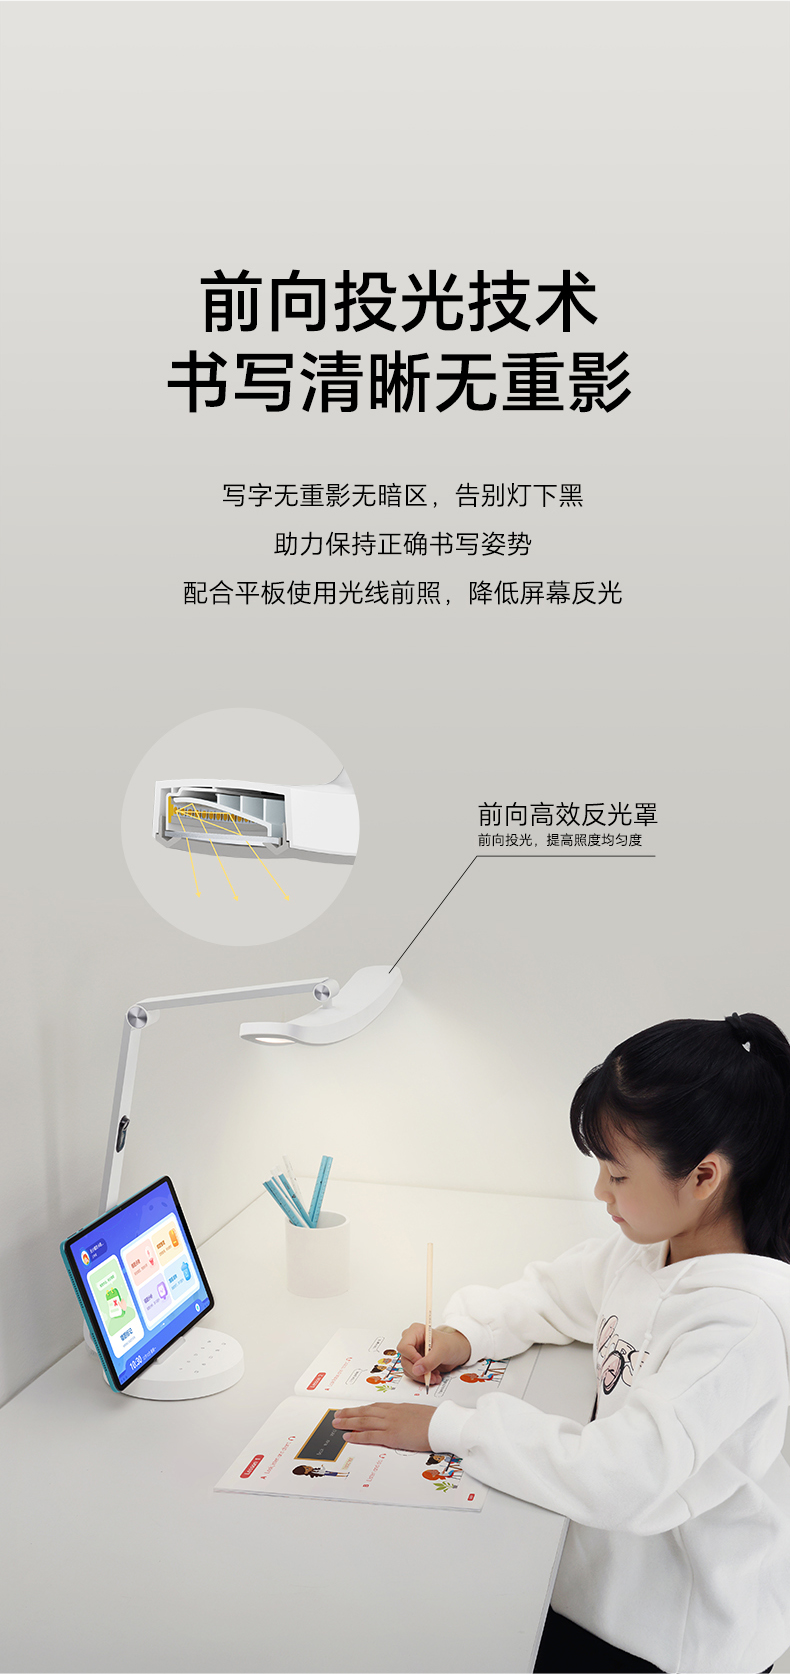 前向投光技术
书写清晰无重影
写字无重影无暗区，告别灯下黑
助力保持正确书写姿势
配合平板使用光线前照，降低屏幕反光
前向高效反光罩
前向投光，提高照度均匀度
10:30